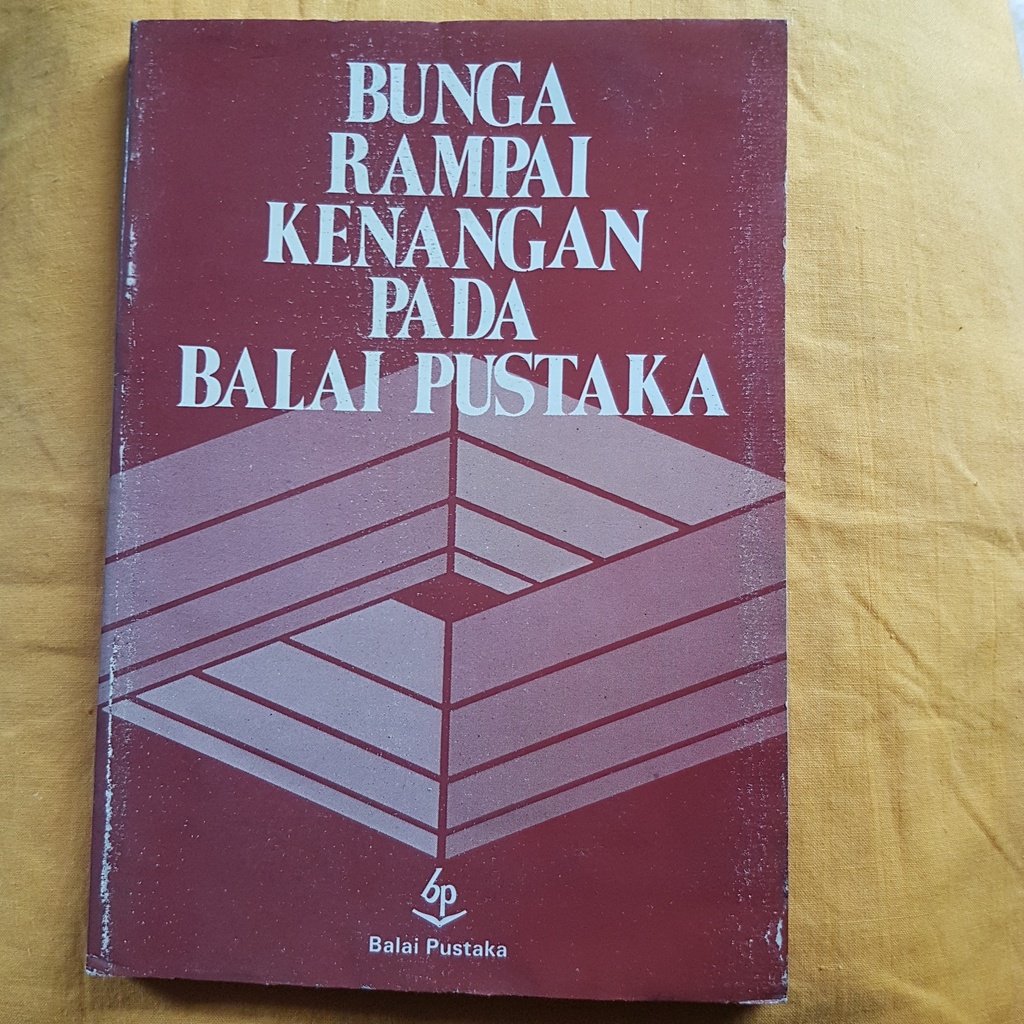 BUNGA
RAMPAI
KENANGAN
PADA
BALAI PUSTAKA
bp
Balai Pustaka